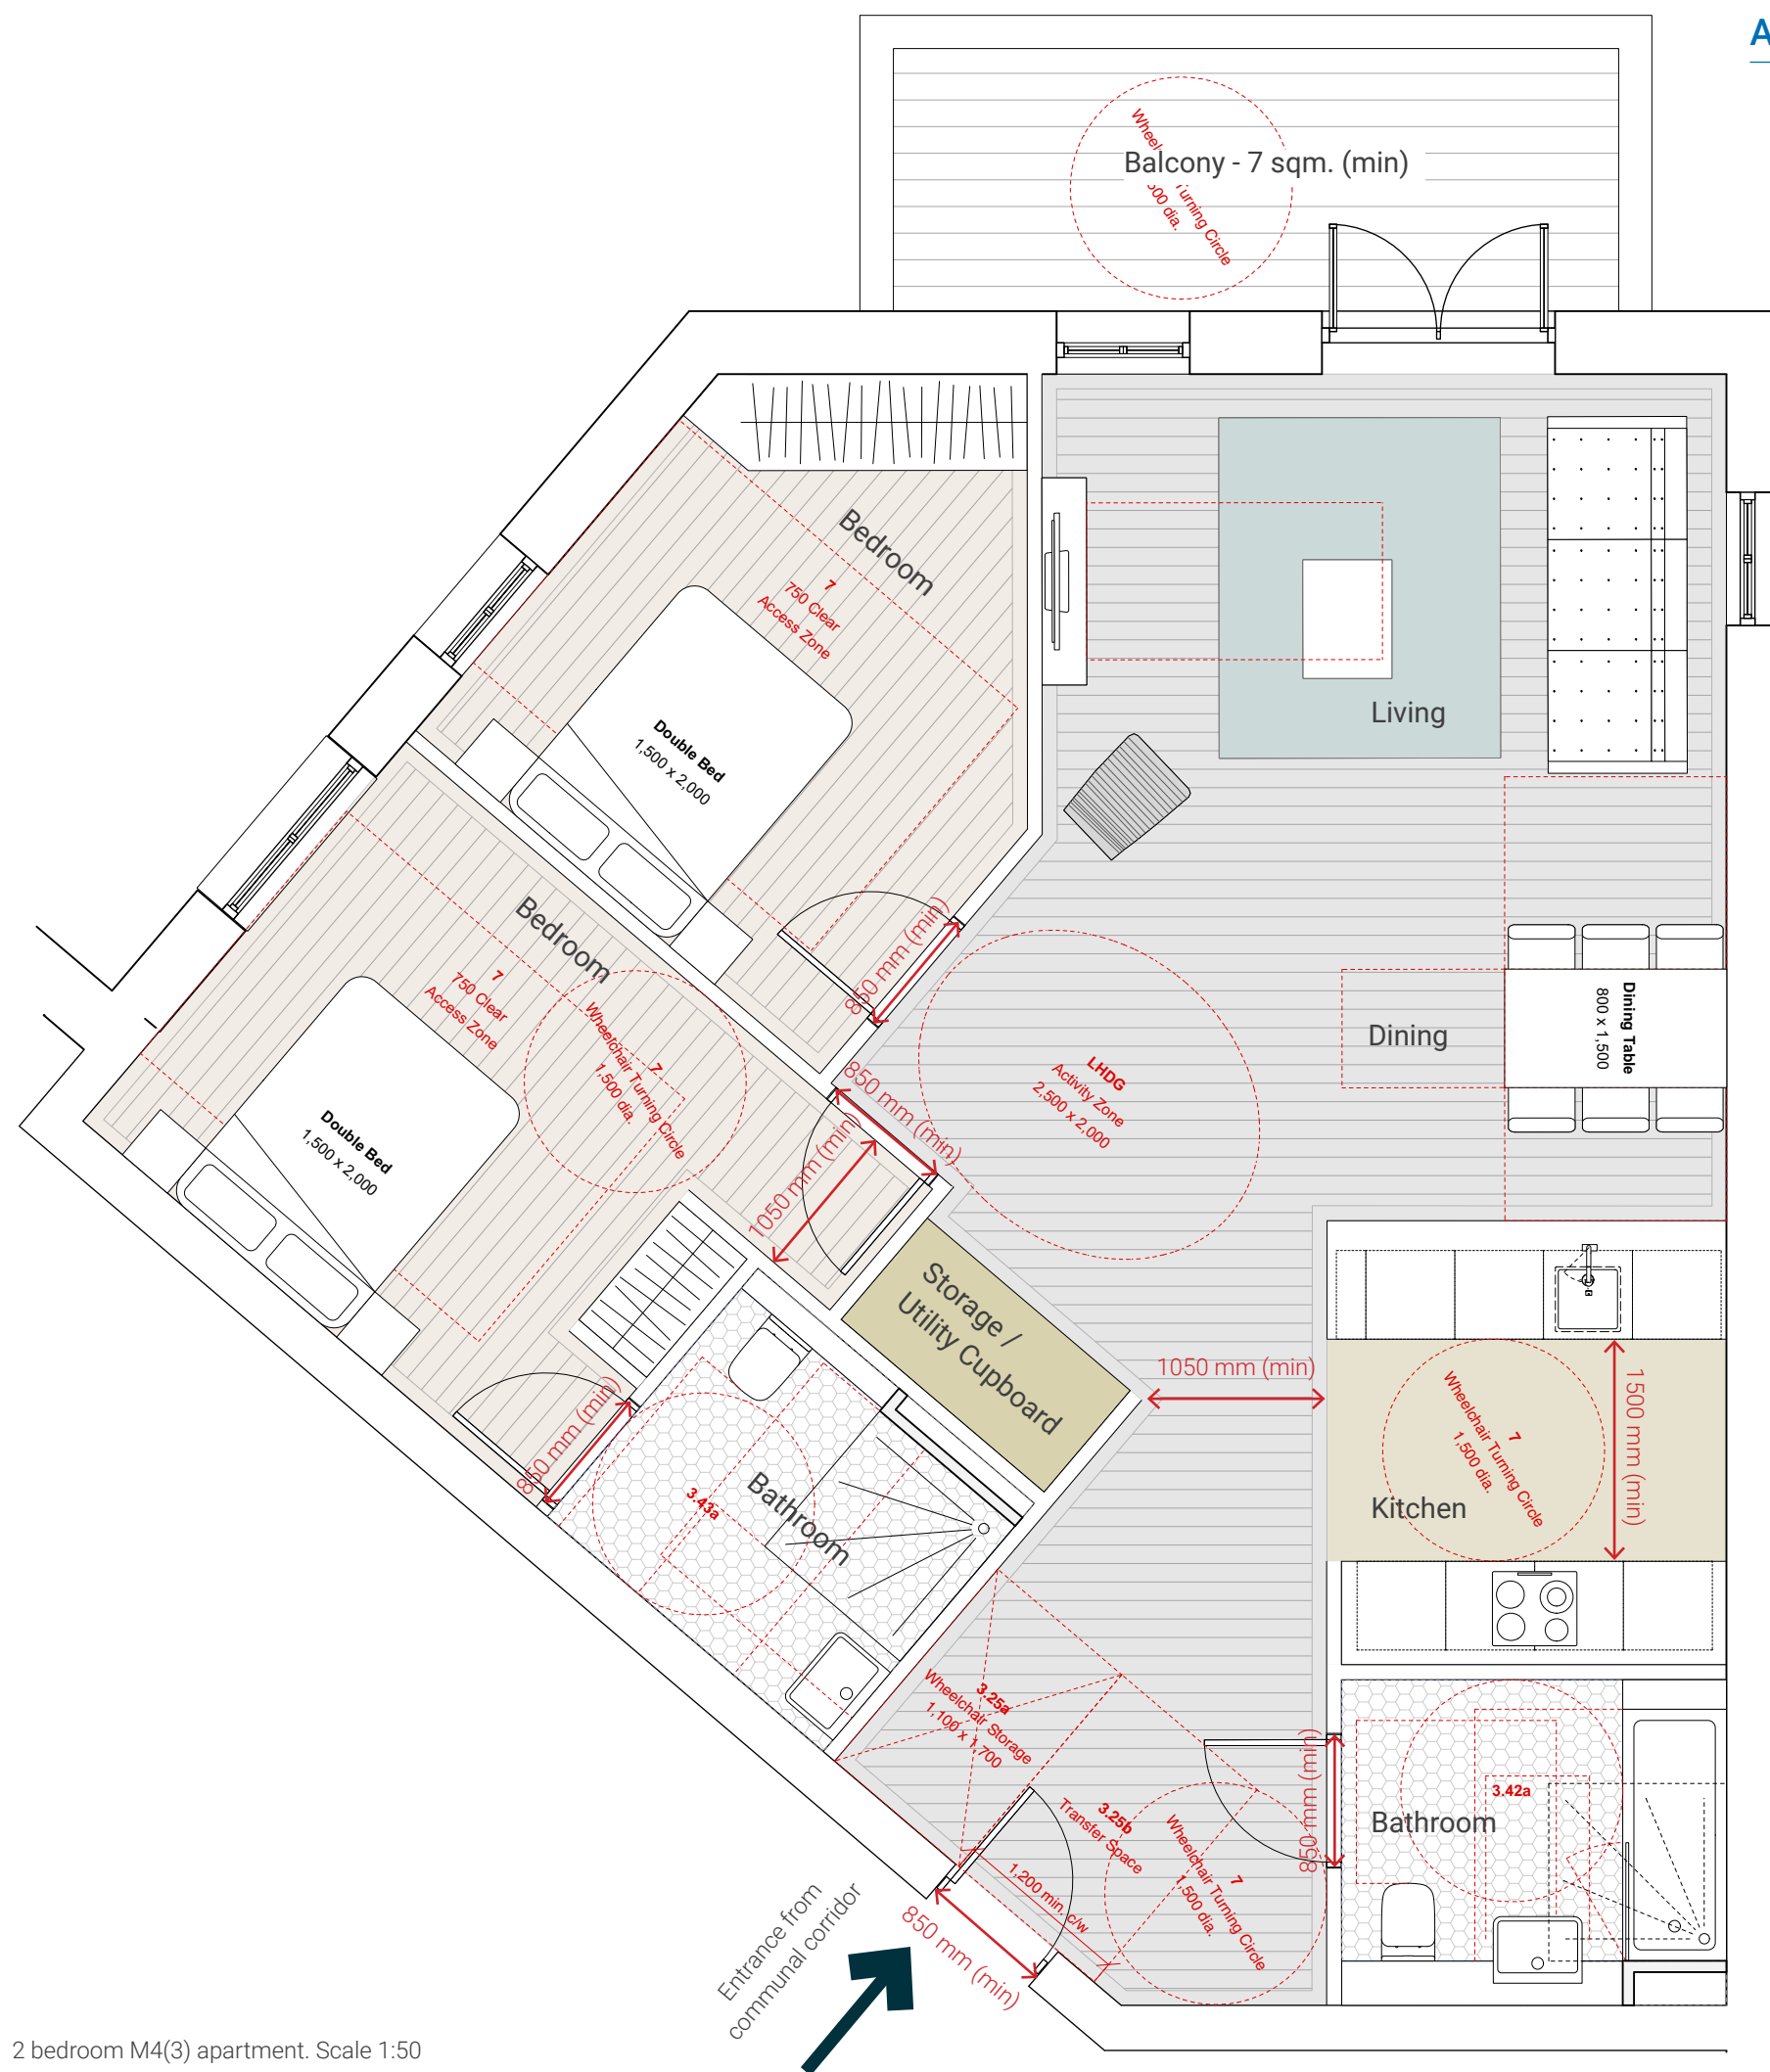 A
Wheel
Balcony - 7 sqm. (min)
Turning Circle
500 dia.
Bedroom
7
750 Clear
Access Zone
Double Bed
1,500 x 2,000
Living
850 mm (min)
Bedroom
7
750 Clear
Access Zone
7
Wheelchair Turning Circle
1,500 dia.
Double Bed
1,500 x 2,000
850 mm (min)
1050 mm (min)
LHDG
Activity Zone
2,500 x 2,000
Dining
Dining Table
800 x 1,500
Storage /
Utility Cupboard
1050 mm (min)
7
Wheelchair Turning Circle
1,500 dia.
1500 mm (min)
Kitchen
850 mm (min)
3.43a
Bathroom
3.25a
Wheelchair Storage
1,100 x 1,700
3.25b
Transfer Space
1,200 min. c/w
7
Wheelchair Turning Circle
1,500 dia.
850 mm (min)
3.42a
Bathroom
850 mm (min)
Entrance from
communal corridor
2 bedroom M4(3) apartment. Scale 1:50